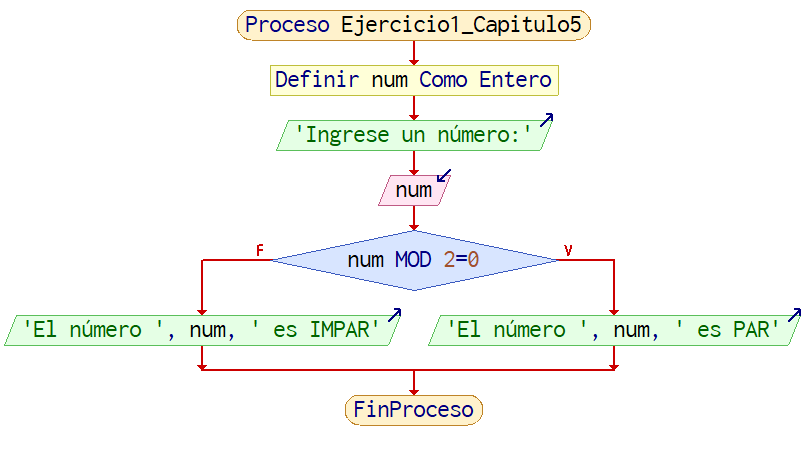 Proceso Ejercicio1_Capitulo5
Definir num Como Entero
'Ingrese un número:'
num
F
num MOD 2=0
V
'El número ', num, ' es IMPAR'
'El número ', num, ' es PAR'
FinProceso